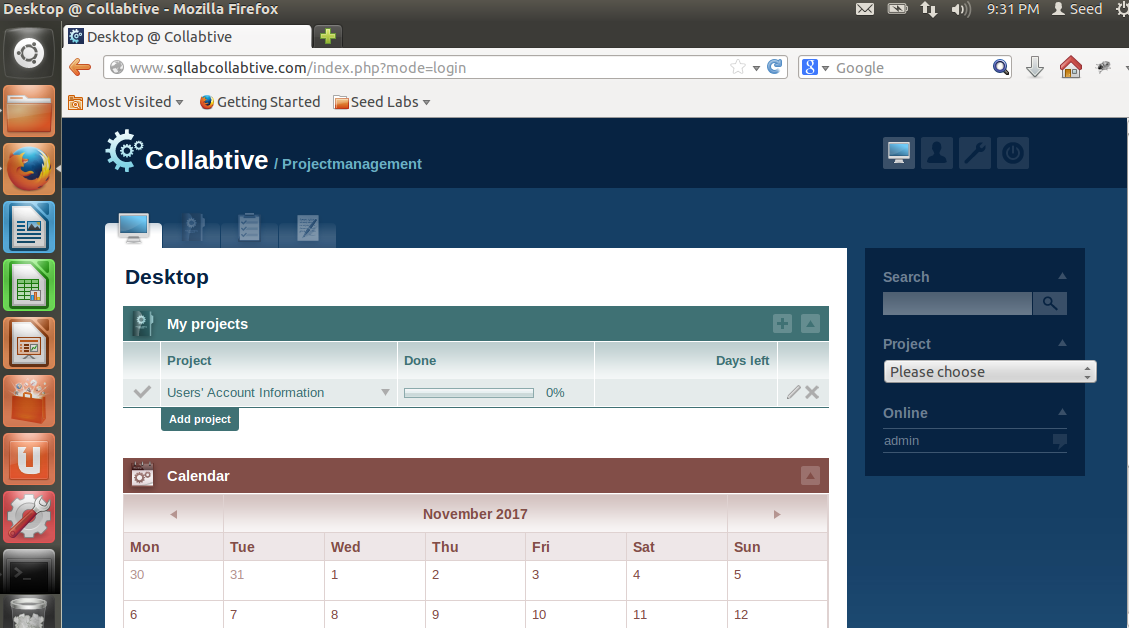 Desktop @ Collabtive - Mozilla Firefox
9:31 PM Seed
Desktop @ Collabtive
www.sqllabcollabtive.com/index.php?mode=login
Google
Most Visited Getting Started Seed Labs
Collabtive / Projectmanagement
Desktop
My projects
Project Done Days left
Users' Account Information 0%
Add project
Calendar
November 2017
Mon Tue Wed Thu Fri Sat Sun
30 31 1 2 3 4 5
6 7 8 9 10 11 12
Search
Project
Please choose
Online
admin